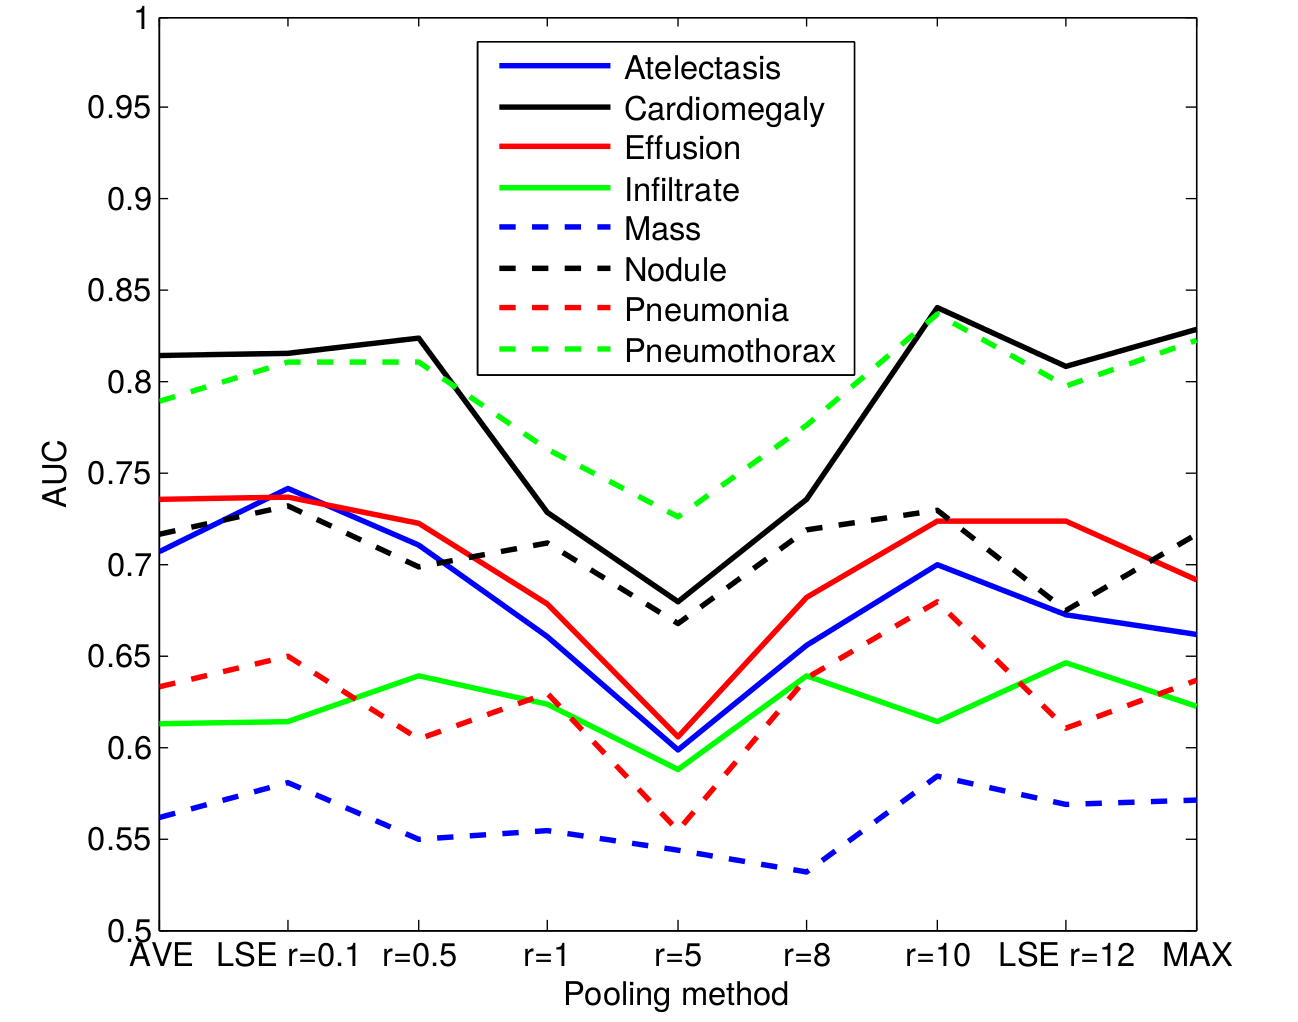 1
0.95
0.9
0.85
0.8
0.75
0.7
0.65
0.6
0.55
0.5
AUC
Atelectasis
Cardiomegaly
Effusion
Infiltrate
Mass
Nodule
Pneumonia
Pneumothorax
AVE LSE r=0.1 r=0.5 r=1 r=5 r=8 r=10 LSE r=12 MAX
Pooling method